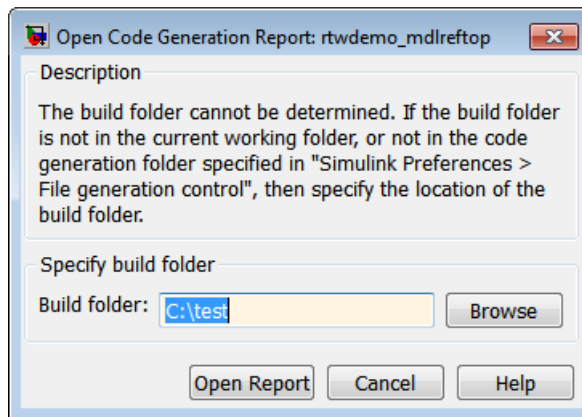 Open Code Generation Report: rtwdemo_mdlreftop
Description
The build folder cannot be determined. If the build folder
is not in the current working folder, or not in the code
generation folder specified in "Simulink Preferences >
File generation control", then specify the location of the
build folder.
Specify build folder
Build folder: C:\test Browse
Open Report Cancel Help